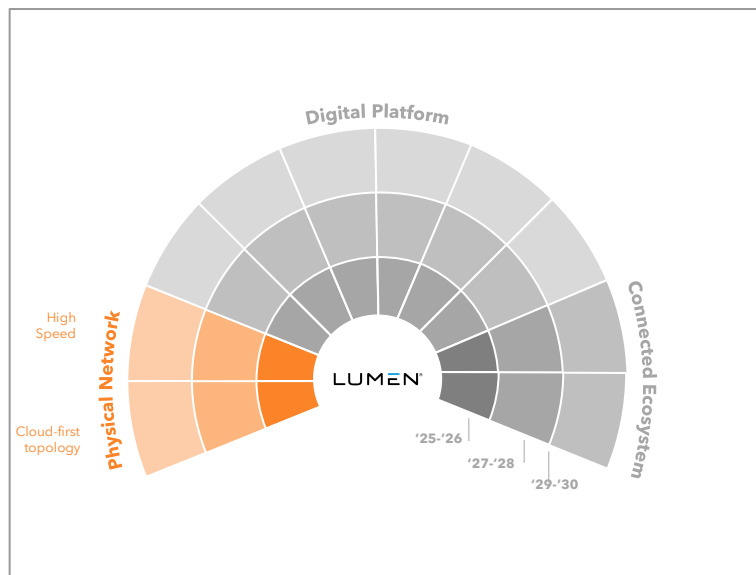 Digital Platform
High
Speed
Physical Network
Cloud-first
topology
LUMEN®
Connected Ecosystem
‘25-‘26
‘27-‘28
‘29-‘30